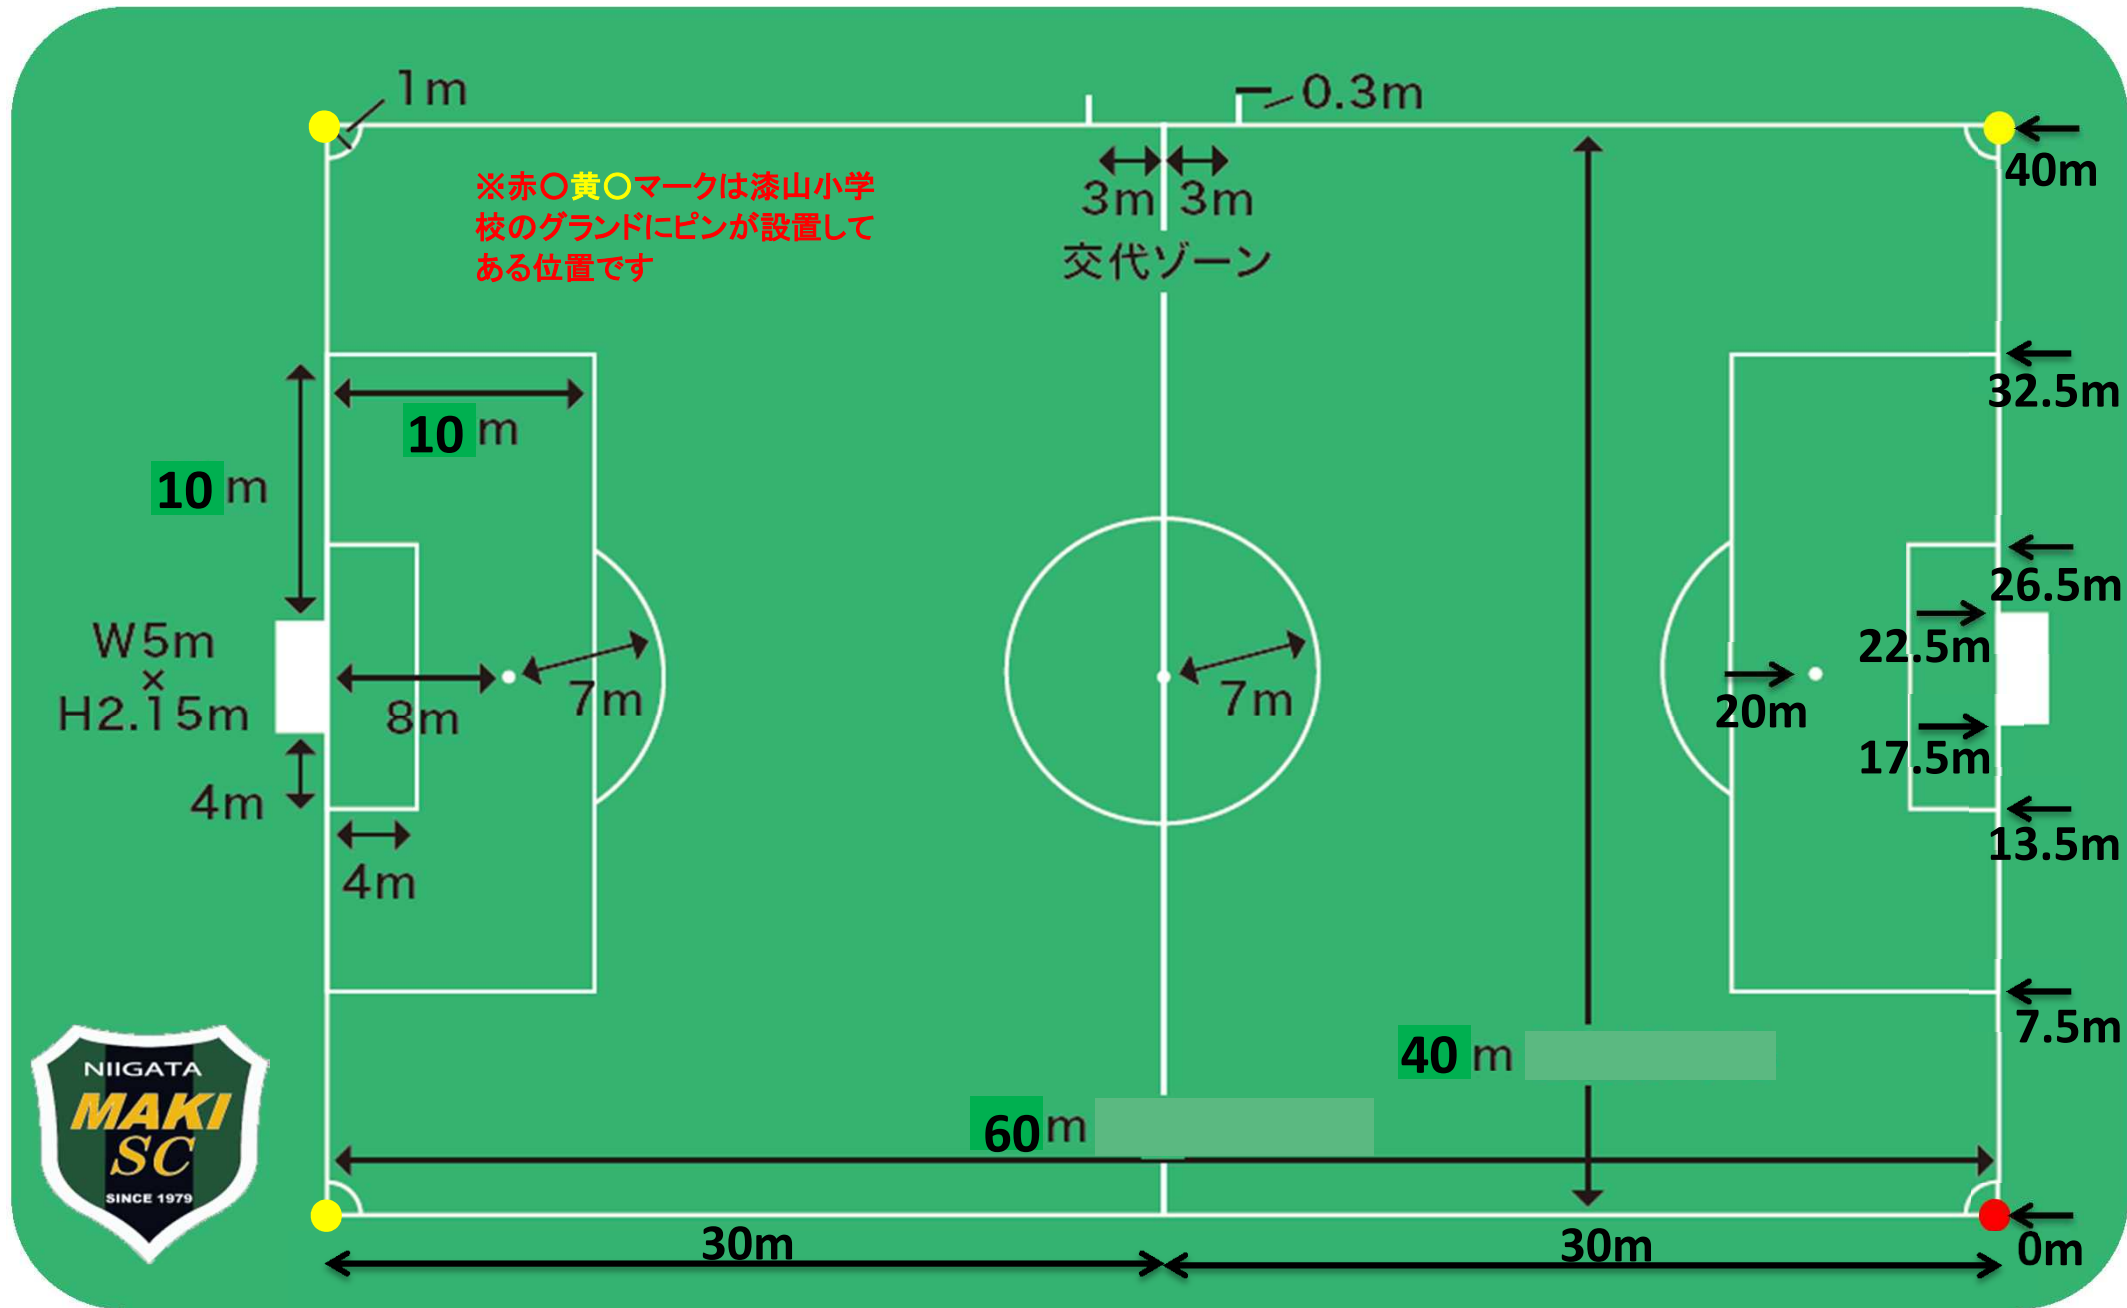 1m
0.3m
40m
※赤〇黄〇マークは漆山小学
校のグランドにピンが設置して
ある位置です
3m 3m
交代ゾーン
32.5m
10 m
10 m
26.5m
W5m
×
H2.15m
22.5m
8m
7m
7m
20m
17.5m
4m
13.5m
4m
7.5m
40 m
60 m
NIIGATA
MAKI
SC
SINCE 1979
30m
30m
0m